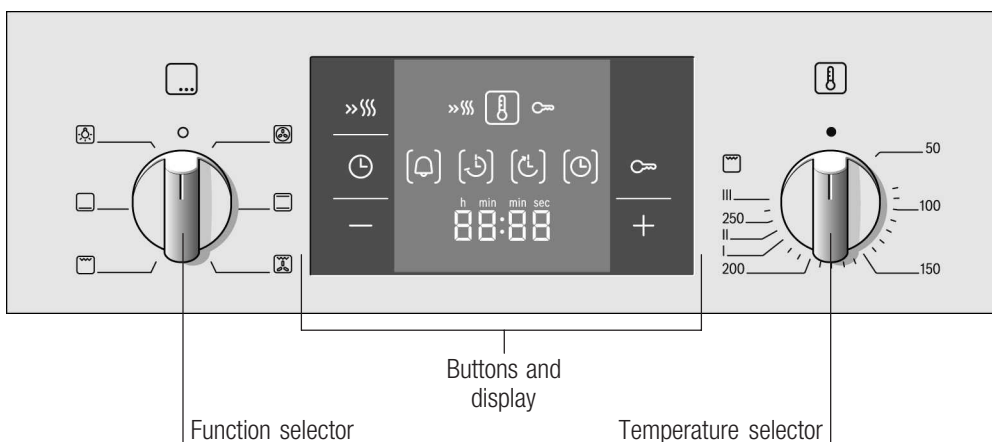 50
100
150
III
250
II
I
200
h min min sec
88:88
Buttons and
display
Function selector
Temperature selector